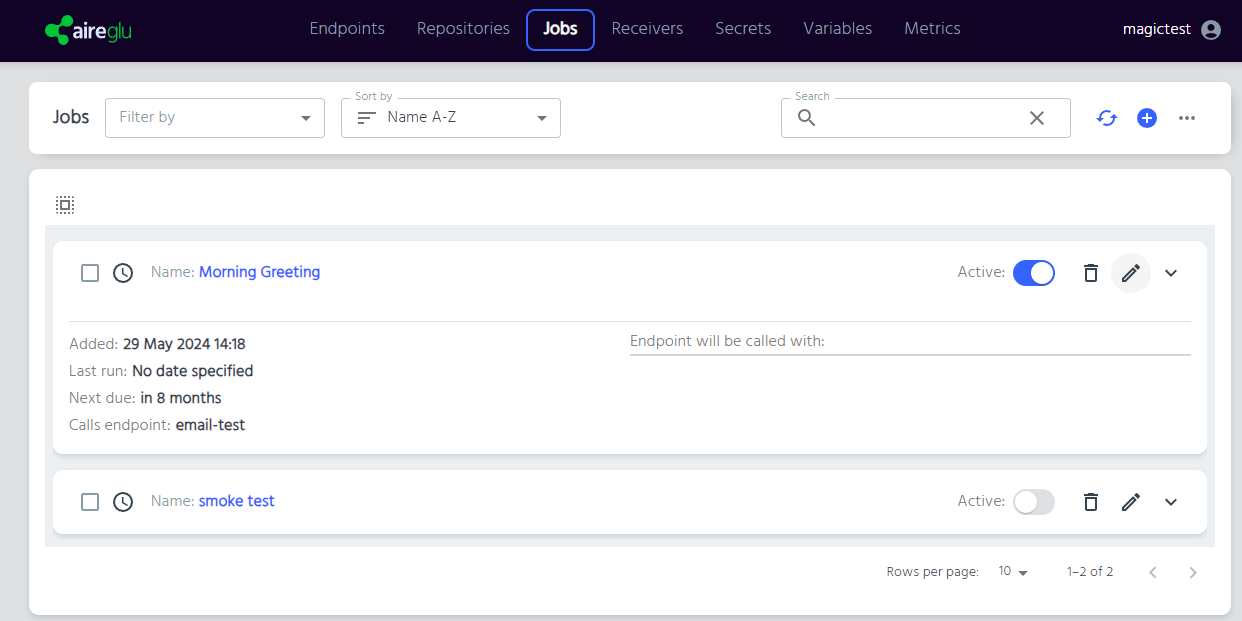 aireglu
Endpoints Repositories Jobs Receivers Secrets Variables Metrics magictest
Jobs Filter by Sort by Name A-Z Search
Name: Morning Greeting Active:
Added: 29 May 2024 14:18
Last run: No date specified
Next due: in 8 months
Calls endpoint: email-test
Endpoint will be called with:
Name: smoke test Active:
Rows per page: 10 1–2 of 2